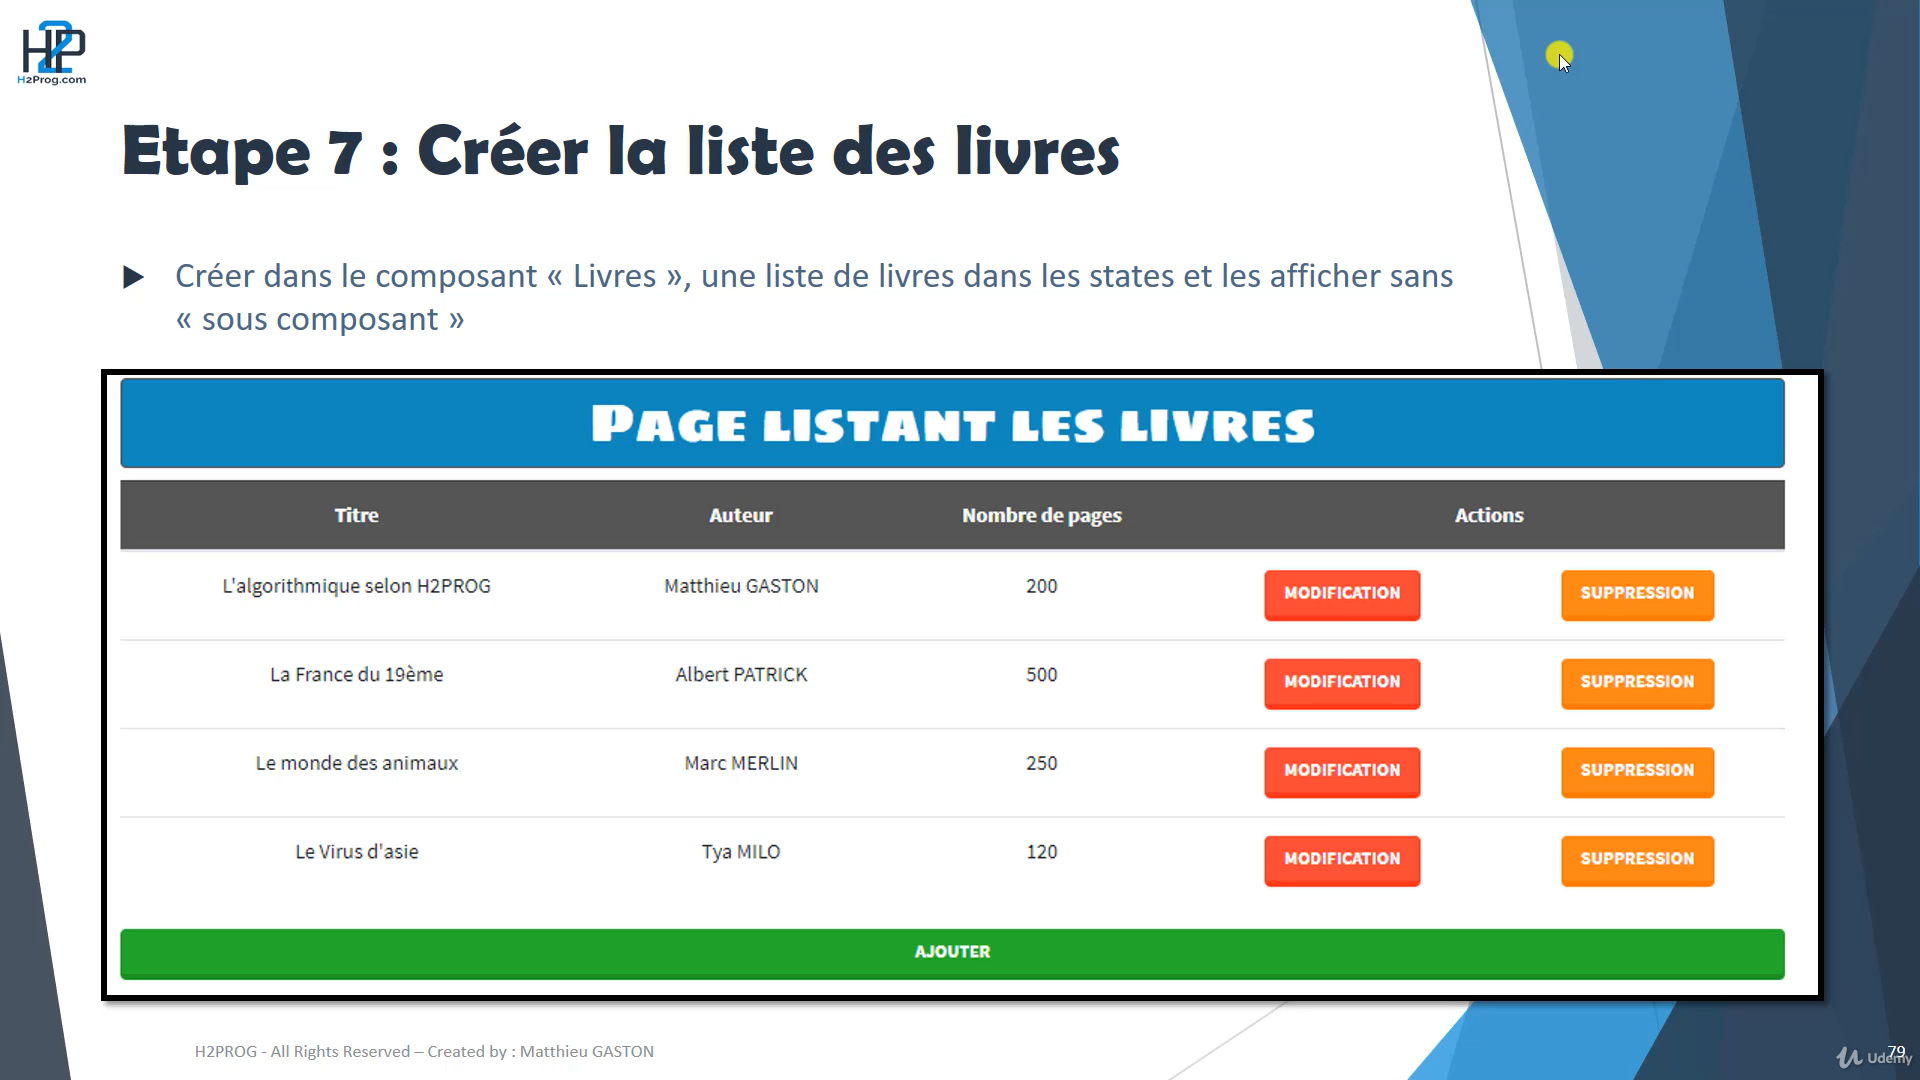 H2P
H2Prog.com
Etape 7 : Créer la liste des livres
Créer dans le composant « Livres », une liste de livres dans les states et les afficher sans
« sous composant »
Page listant les livres
Titre Auteur Nombre de pages Actions
L'algorithmique selon H2PROG Matthieu GASTON 200 MODIFICATION SUPPRESSION
La France du 19ème Albert PATRICK 500 MODIFICATION SUPPRESSION
Le monde des animaux Marc MERLIN 250 MODIFICATION SUPPRESSION
Le Virus d'asie Tya MILO 120 MODIFICATION SUPPRESSION
AJOUTER
H2PROG - All Rights Reserved – Created by : Matthieu GASTON
79
Udemy